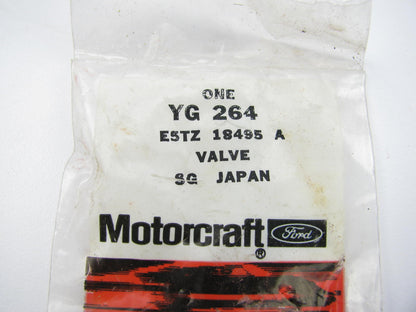 ONE
YG 264
E5TZ 18495 A
VALVE
SG JAPAN
Motorcraft® Ford